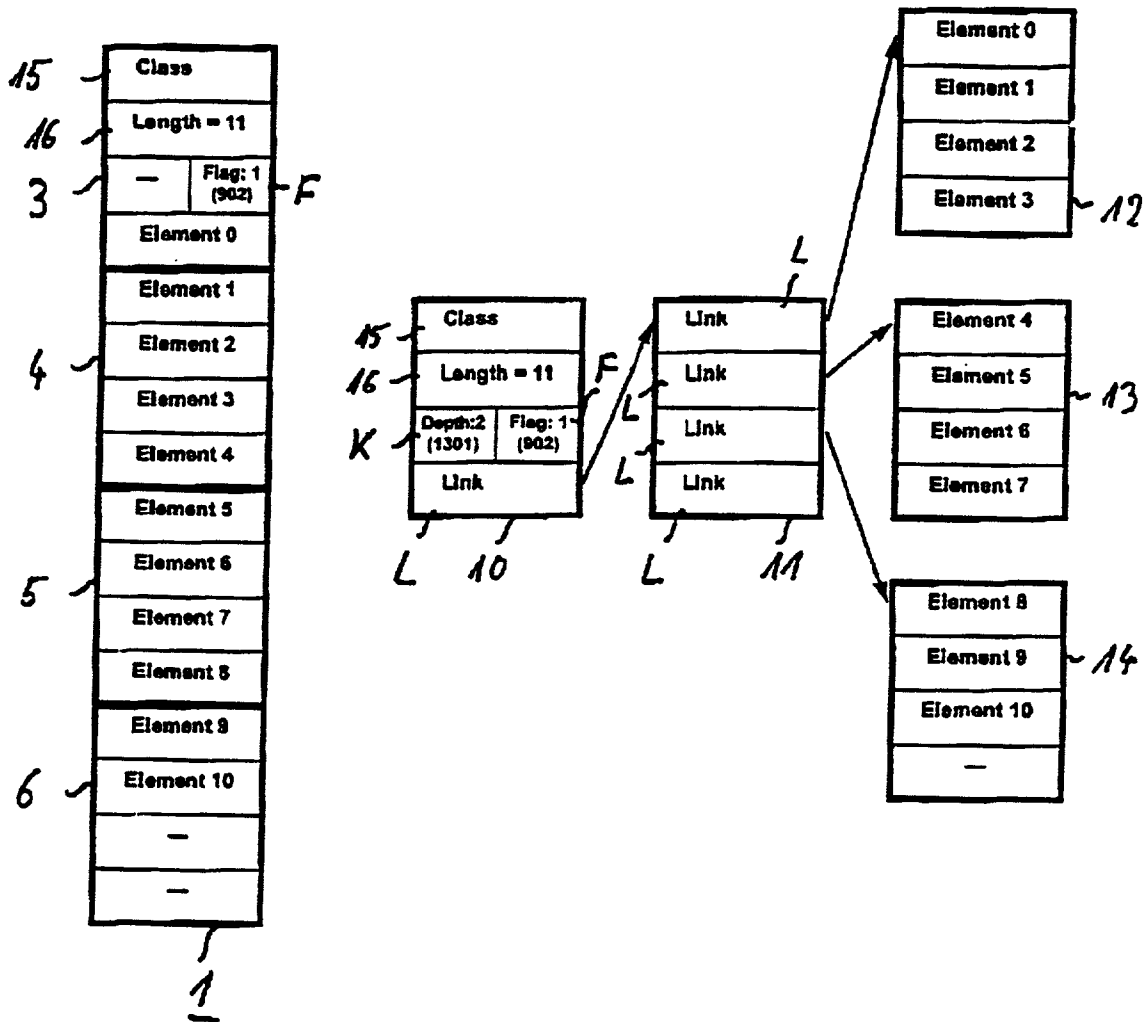 15
Class
16
Length = 11
3
—
Flag: 1
(902)
F
Element 0
Element 1
4
Element 2
Element 3
Element 4
Element 5
5
Element 6
Element 7
Element 8
Element 9
6
Element 10
—
—
1
15
Class
16
Length = 11
F
K
Depth:2
(1301)
Flag: 1
(902)
Link
L
10
L
Link
Link
L
Link
L
Link
L
11
Element 0
Element 1
Element 2
Element 3
12
Element 4
Element 5
13
Element 6
Element 7
Element 8
Element 9
14
Element 10
—